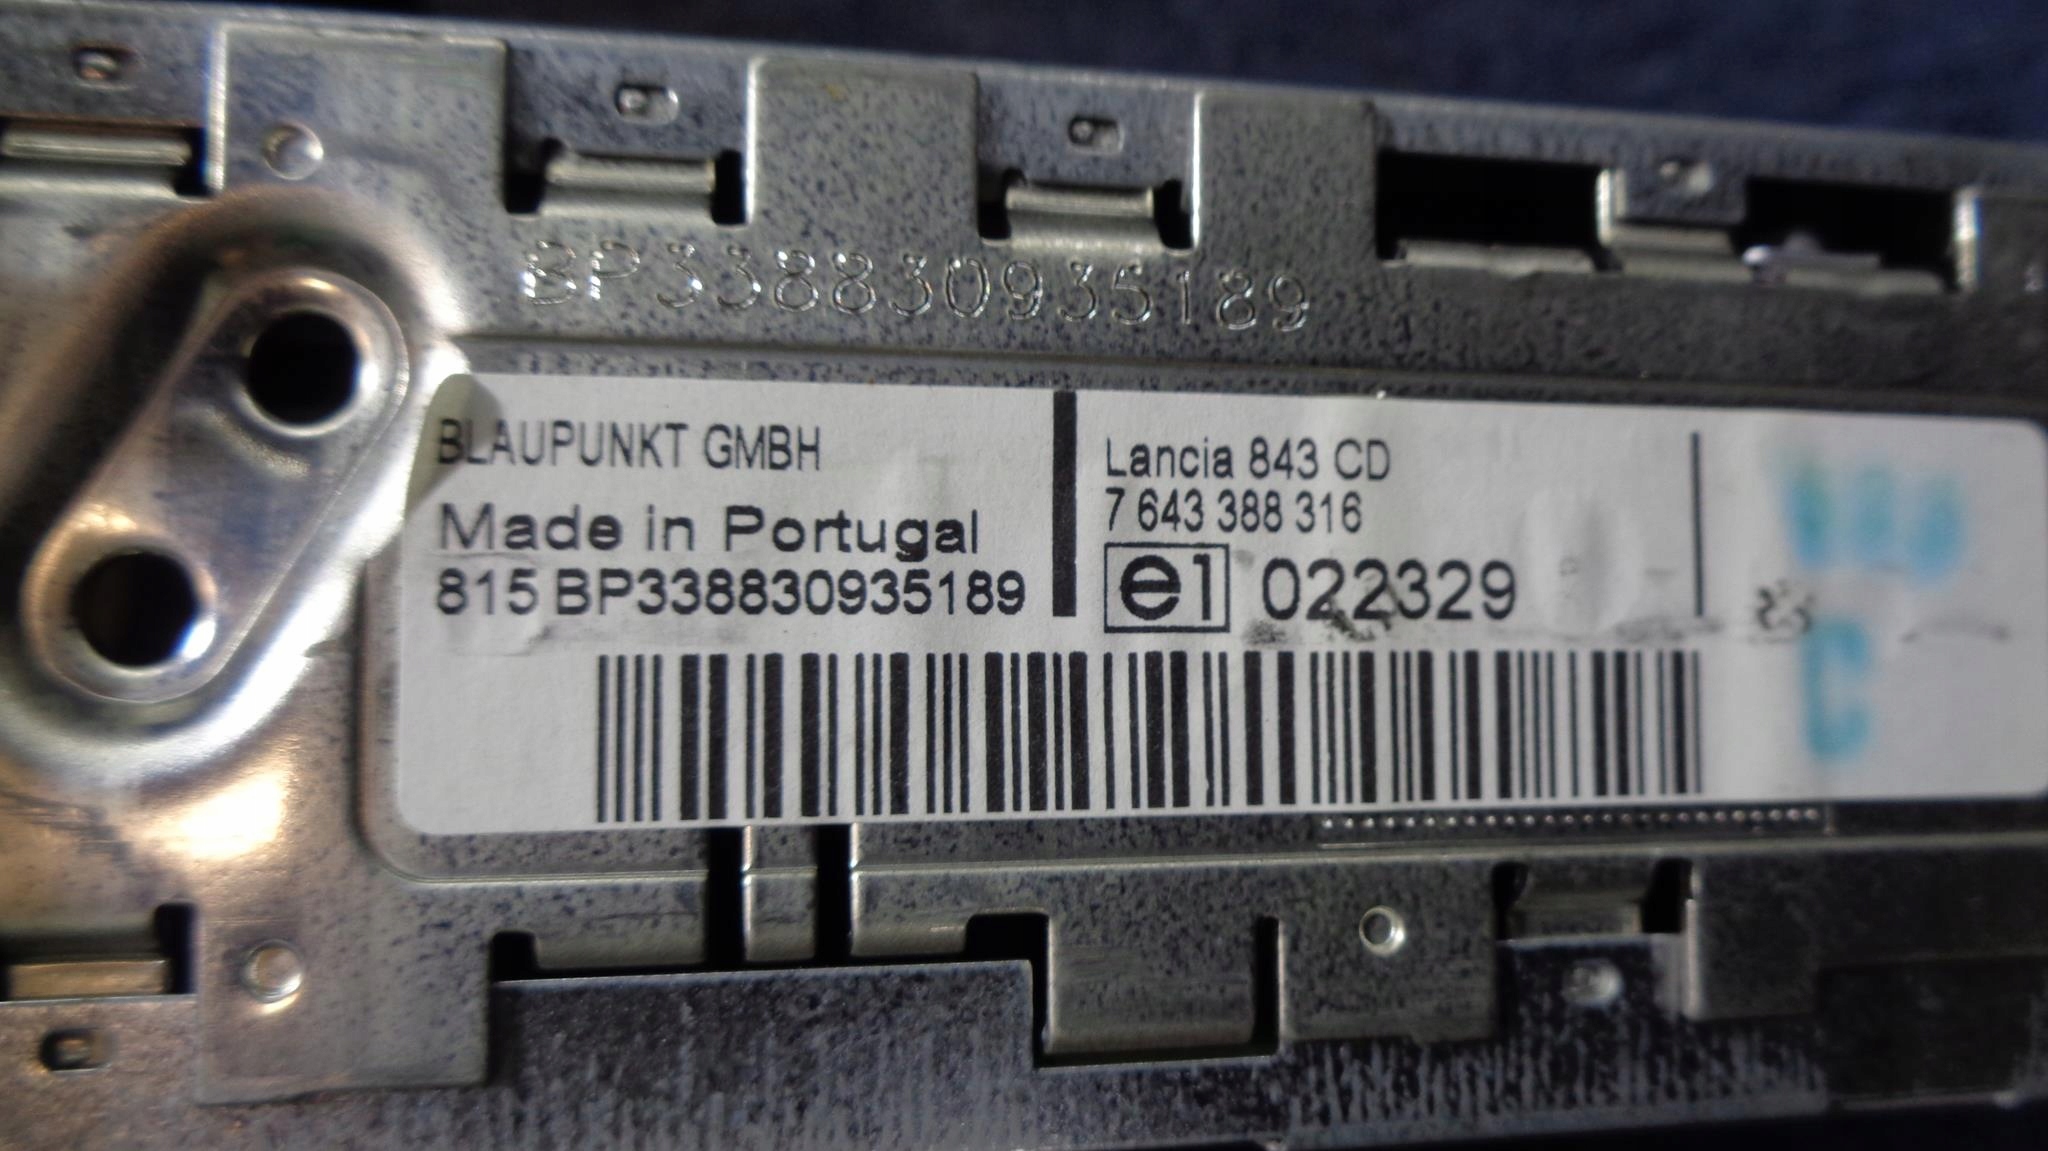 BP338830935189
BLAUPUNKT GMBH
Made in Portugal
815 BP338830935189
Lancia 843 CD
7 643 388 316
e1 022329